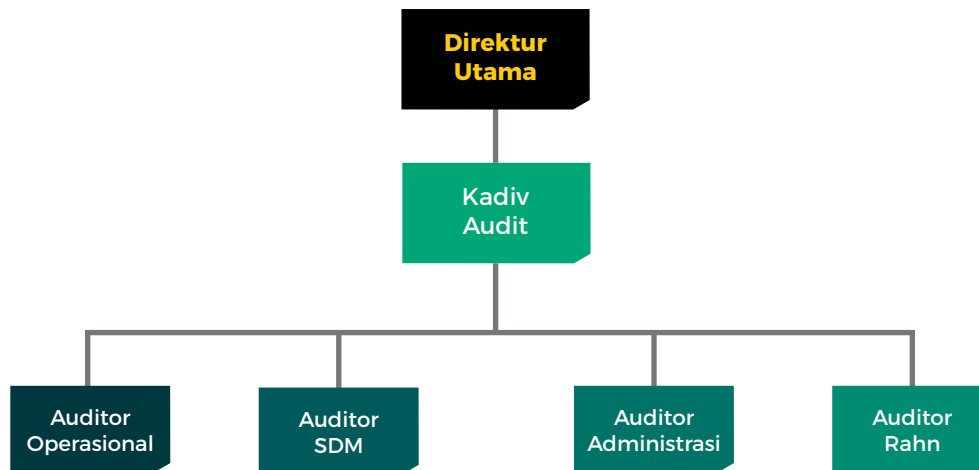 Direktur
Utama
Kadiv
Audit
Auditor
Operasional
Auditor
SDM
Auditor
Administrasi
Auditor
Rahn